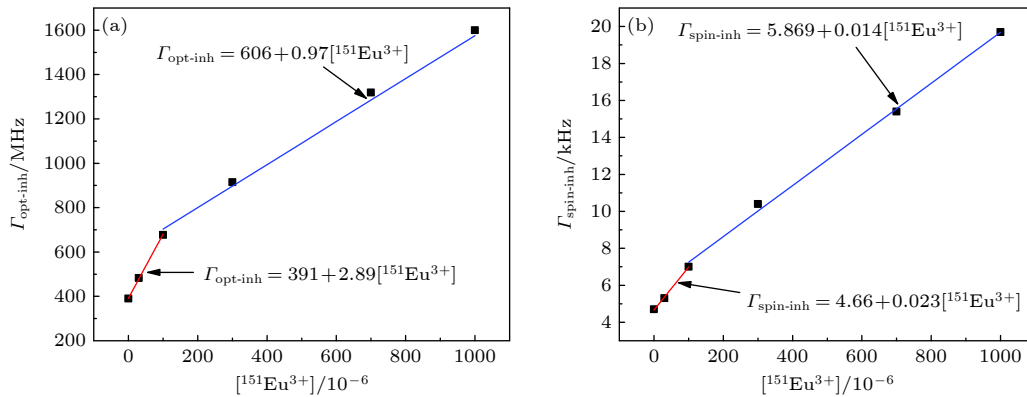 (a)
Γopt-inh = 606+0.97[¹⁵¹Eu³⁺]
Γopt-inh = 391+2.89[¹⁵¹Eu³⁺]
1600
1400
1200
1000
800
600
400
200
Γopt-inh/MHz
0 200 400 600 800 1000
[¹⁵¹Eu³⁺]/10⁻⁶
(b)
Γspin-inh = 5.869+0.014[¹⁵¹Eu³⁺]
Γspin-inh = 4.66+0.023[¹⁵¹Eu³⁺]
20
18
16
14
12
10
8
6
4
Γspin-inh/kHz
0 200 400 600 800 1000
[¹⁵¹Eu³⁺]/10⁻⁶